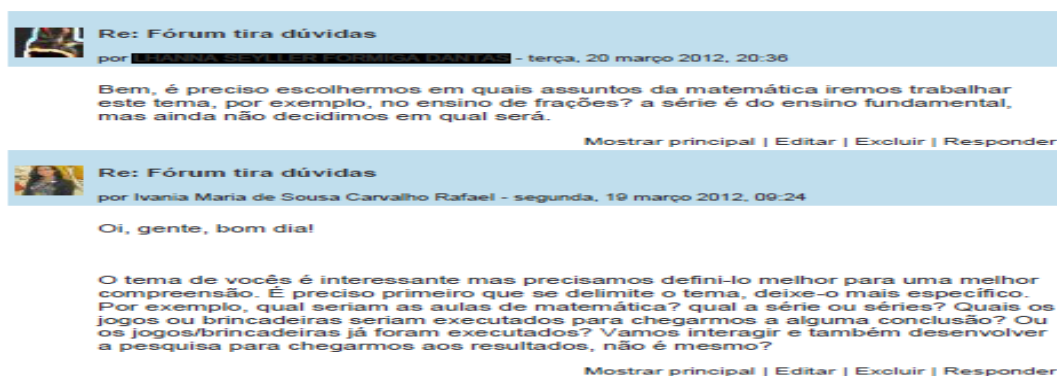 Re: Fórum tira dúvidas
por - terça, 20 março 2012, 20:36
Bem, é preciso escolhermos em quais assuntos da matemática iremos trabalhar
este tema, por exemplo, no ensino de frações? a série é do ensino fundamental,
mas ainda não decidimos em qual será.
Mostrar principal | Editar | Excluir | Responder
Re: Fórum tira dúvidas
por Ivania Maria de Sousa Carvalho Rafael - segunda, 19 março 2012, 09:24
Oi, gente, bom dia!
O tema de vocês é interessante mas precisamos defini-lo melhor para uma melhor
compreensão. É preciso primeiro que se delimite o tema, deixe-o mais específico.
Por exemplo, qual seriam as aulas de matemática? qual a série ou séries? Quais os
jogos ou brincadeiras seriam executados para chegarmos a alguma conclusão? Ou
os jogos/brincadeiras já foram executados? Vamos interagir e também desenvolver
a pesquisa para chegarmos aos resultados, não é mesmo?
Mostrar principal | Editar | Excluir | Responder